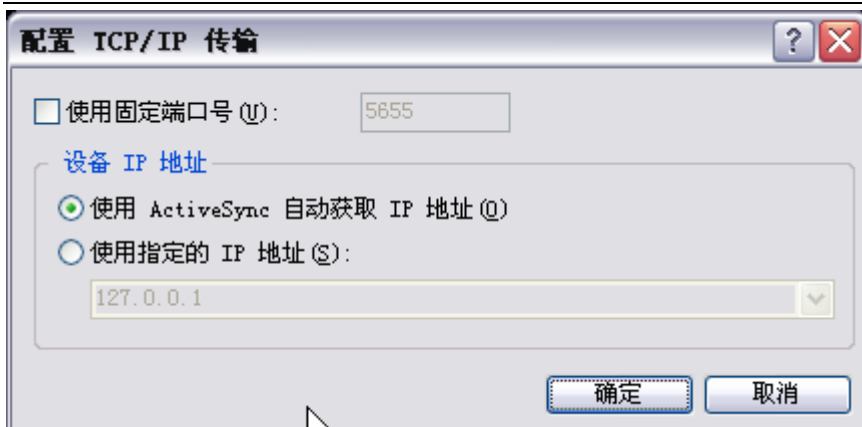 配置 TCP/IP 传输
使用固定端口号(U): 5655
设备 IP 地址
使用 ActiveSync 自动获取 IP 地址(O)
使用指定的 IP 地址(S):
127.0.0.1
确定 取消